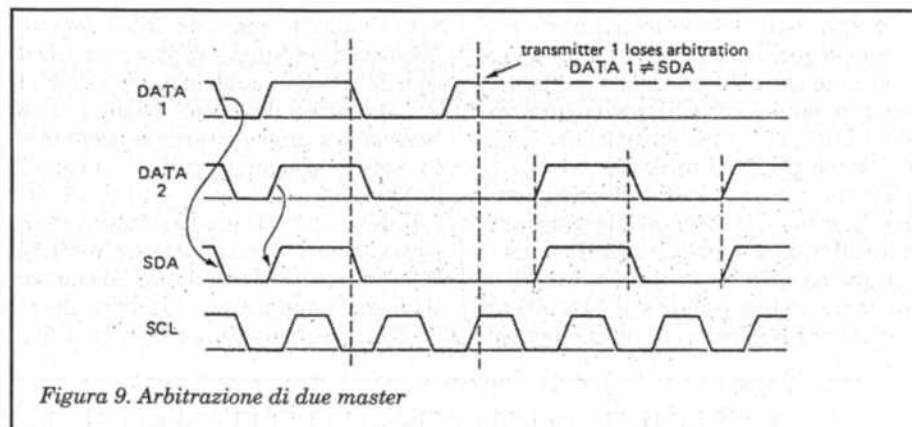 transmitter 1 loses arbitration
DATA 1 ≠ SDA
DATA
1
DATA
2
SDA
SCL
Figura 9. Arbitrazione di due master